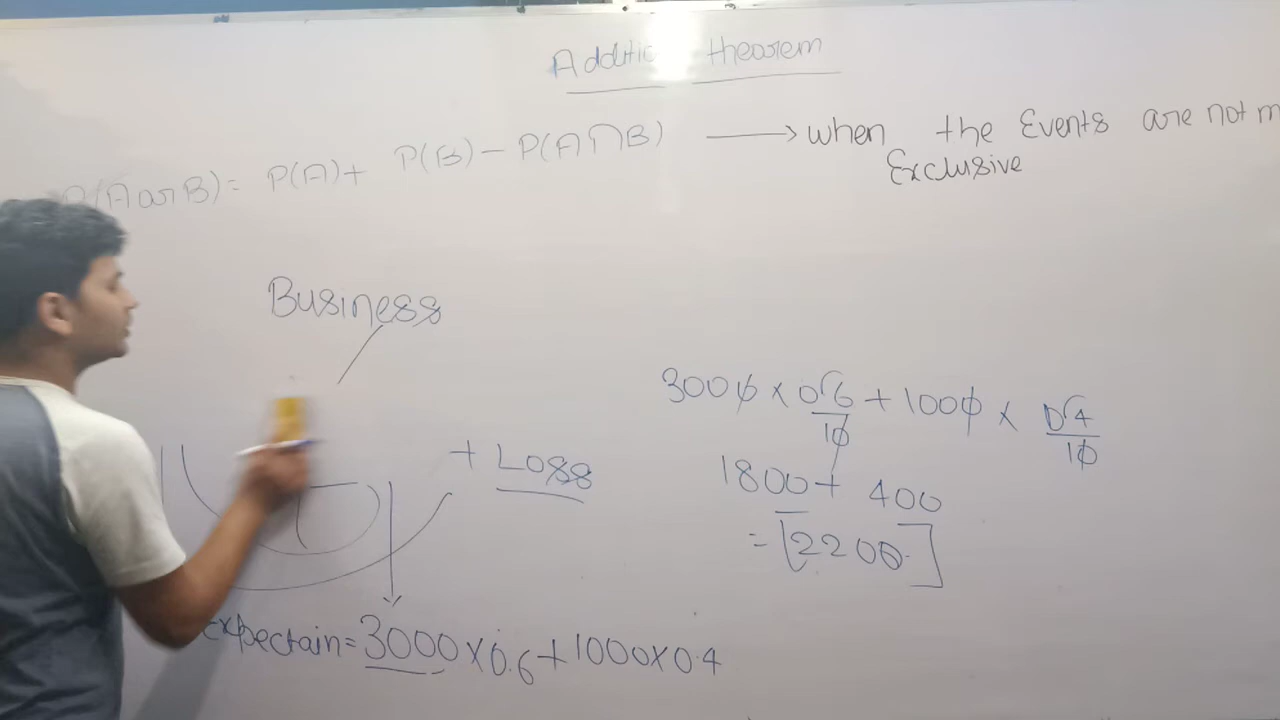 Additio theorem
P(A or B) = P(A) + P(B) - P(A∩B) → when the Events are not m
Exclusive
Business
+ Loss
3000 × 0.6/10 + 1000 × 0.4/10
1800 + 400
= [2200]
expectain = 3000×0.6 + 1000×0.4